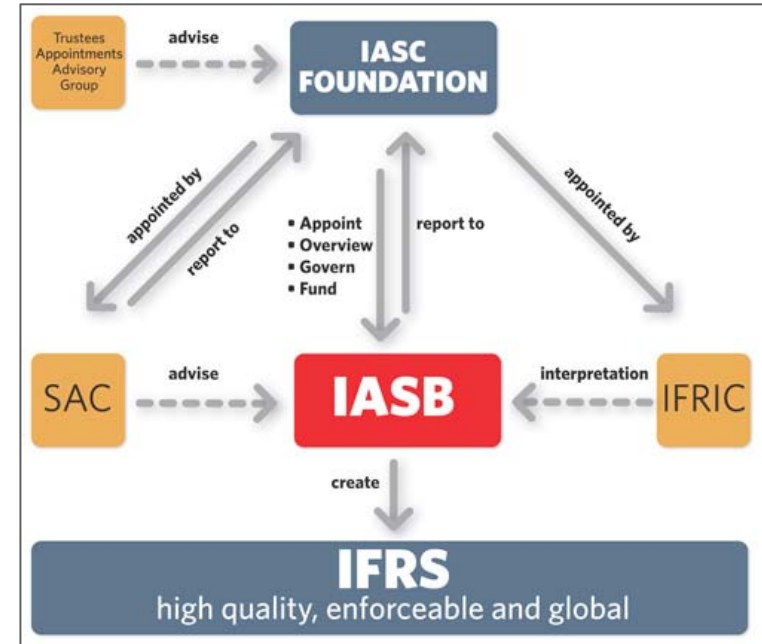 Trustees
Appointments
Advisory
Group
advise
IASC
FOUNDATION
appointed by
report to
▪ Appoint
▪ Overview
▪ Govern
▪ Fund
report to
appointed by
SAC
advise
IASB
interpretation
IFRIC
create
IFRS
high quality, enforceable and global